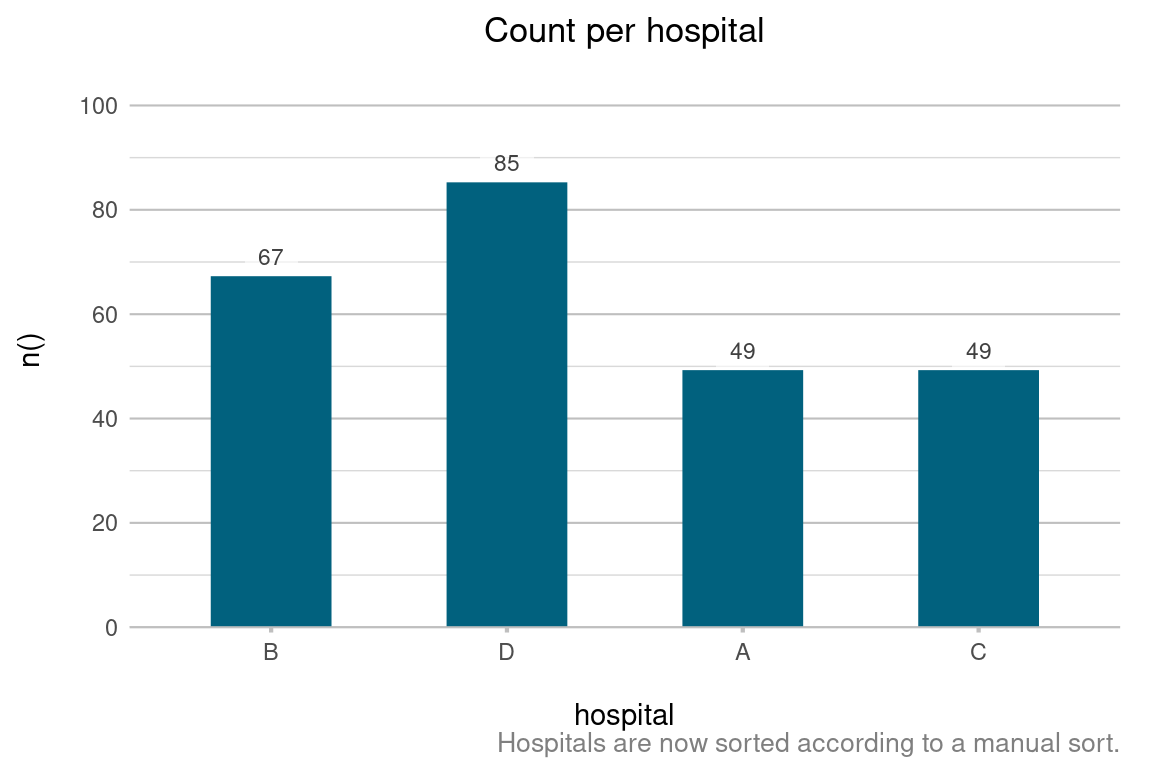 Count per hospital
100
80
60
40
20
0
n()
67
85
49
49
B
D
A
C
hospital
Hospitals are now sorted according to a manual sort.